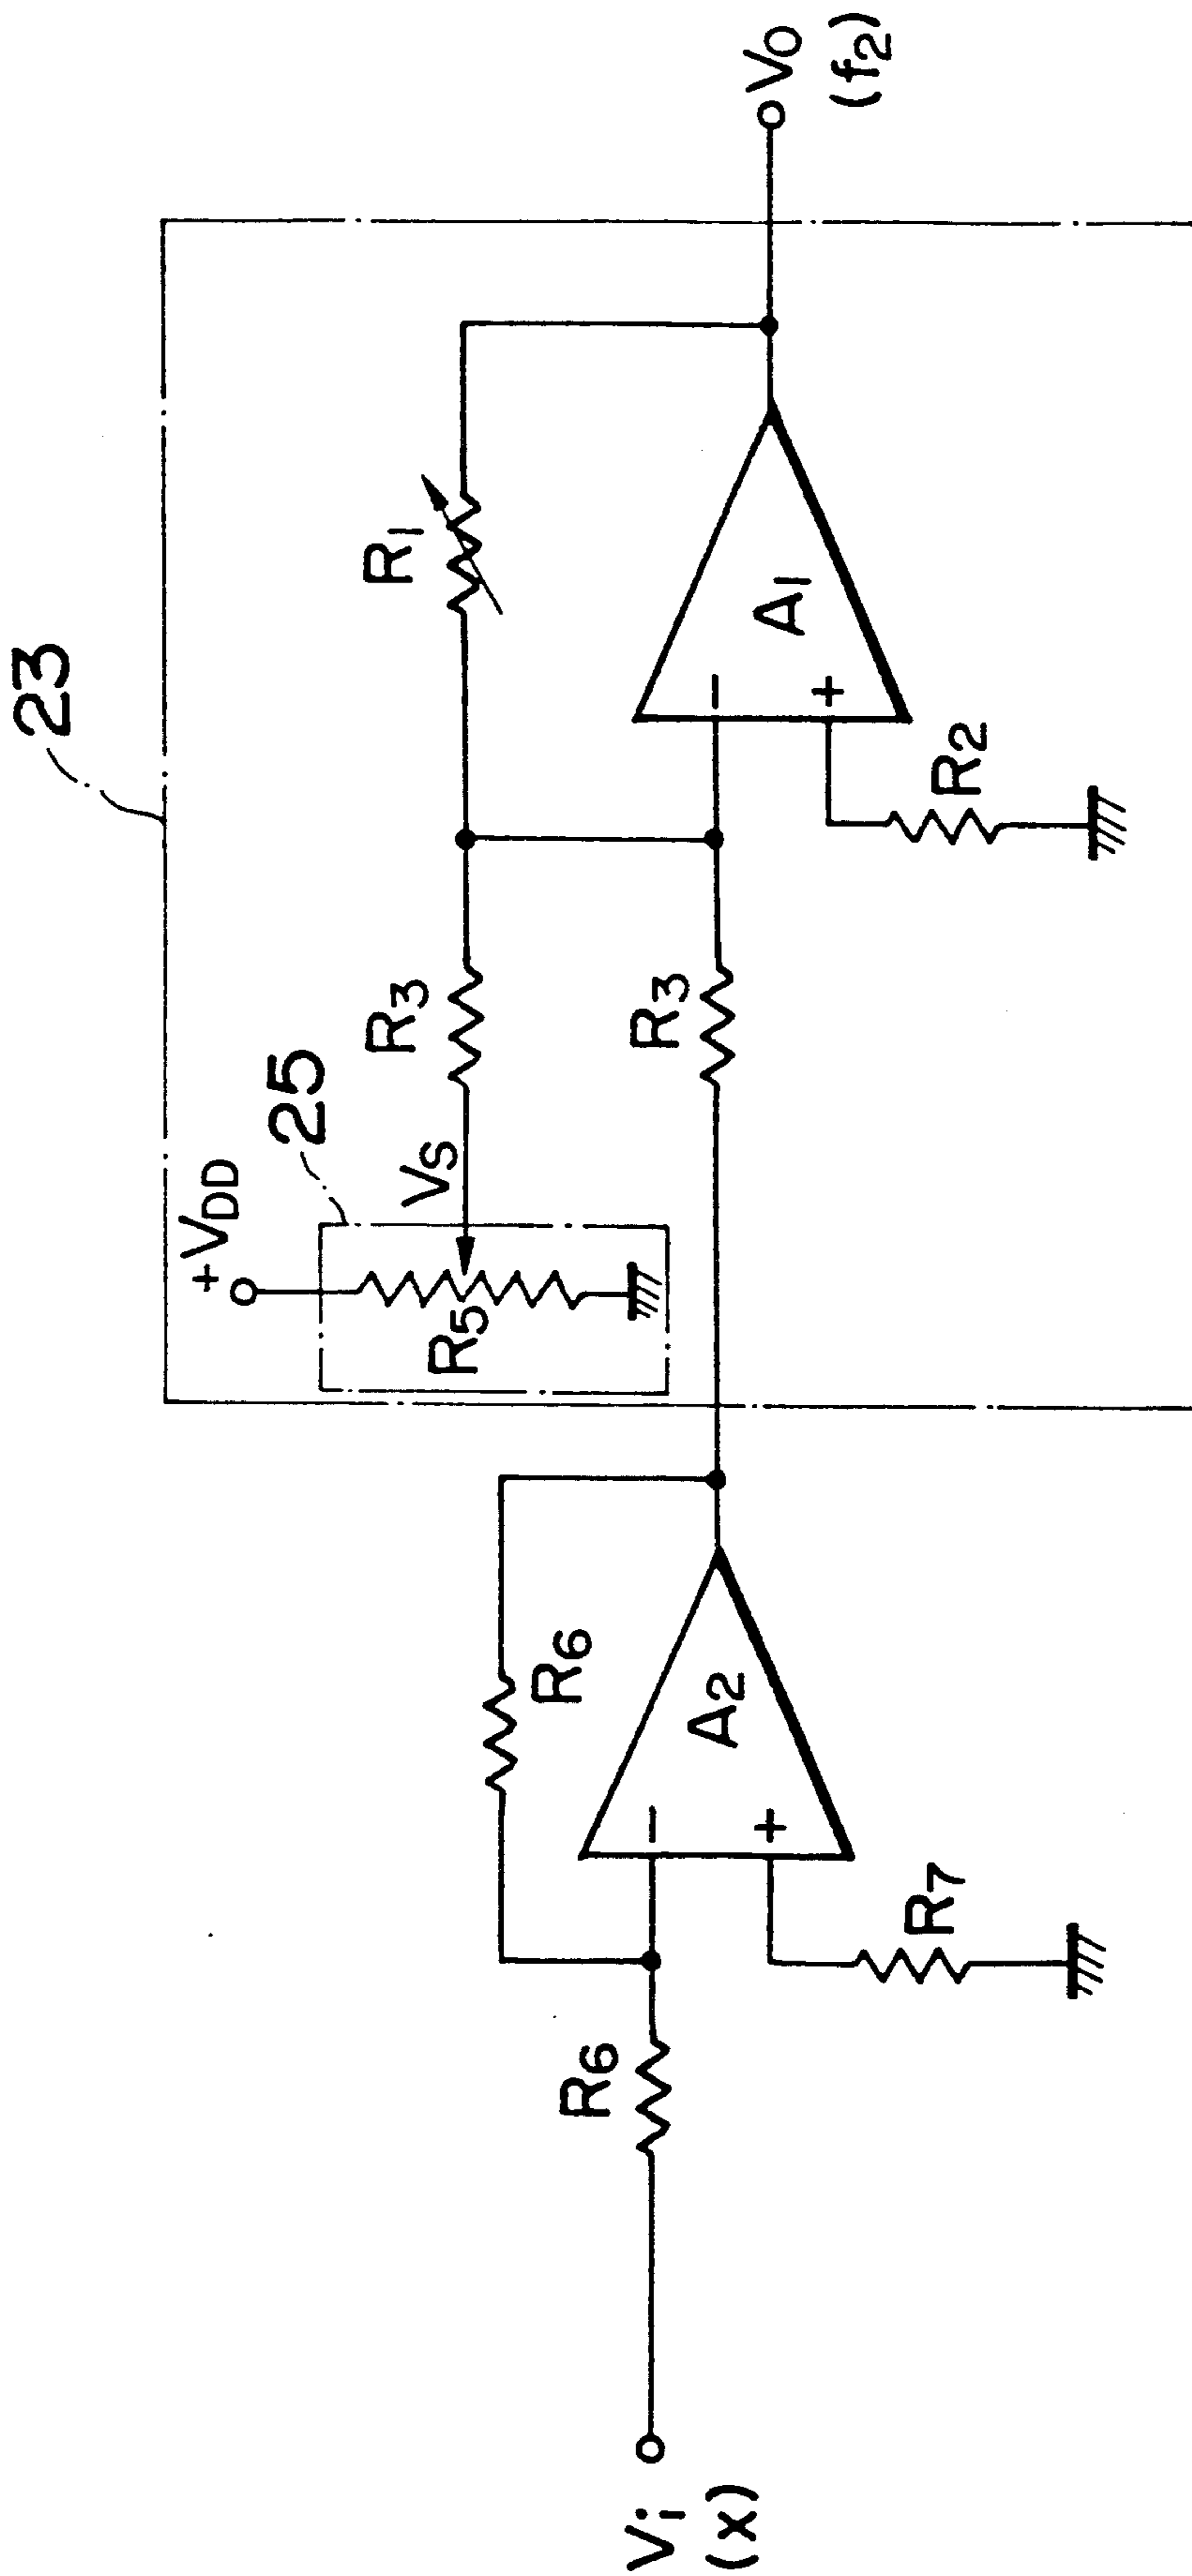 23
25
+VDD
VS
R5
R3
R1
R3
A1
−
+
R2
VO
(f2)
R6
R6
A2
−
+
R7
Vi
(x)